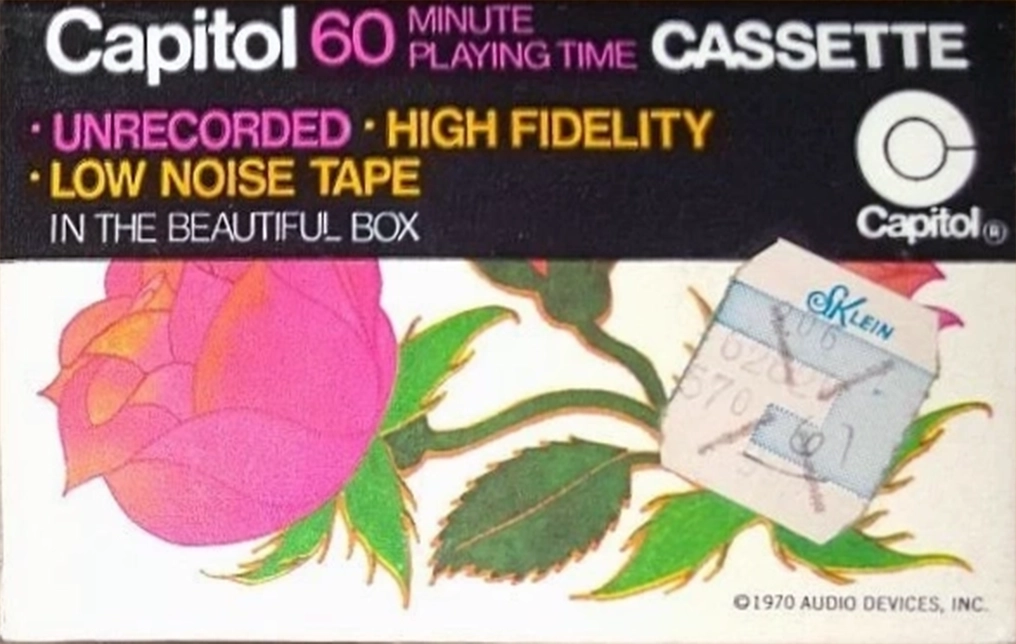 Capitol 60 MINUTE PLAYING TIME CASSETTE
· UNRECORDED · HIGH FIDELITY
· LOW NOISE TAPE
IN THE BEAUTIFUL BOX
Capitol ®
SKLEIN
©1970 AUDIO DEVICES, INC.